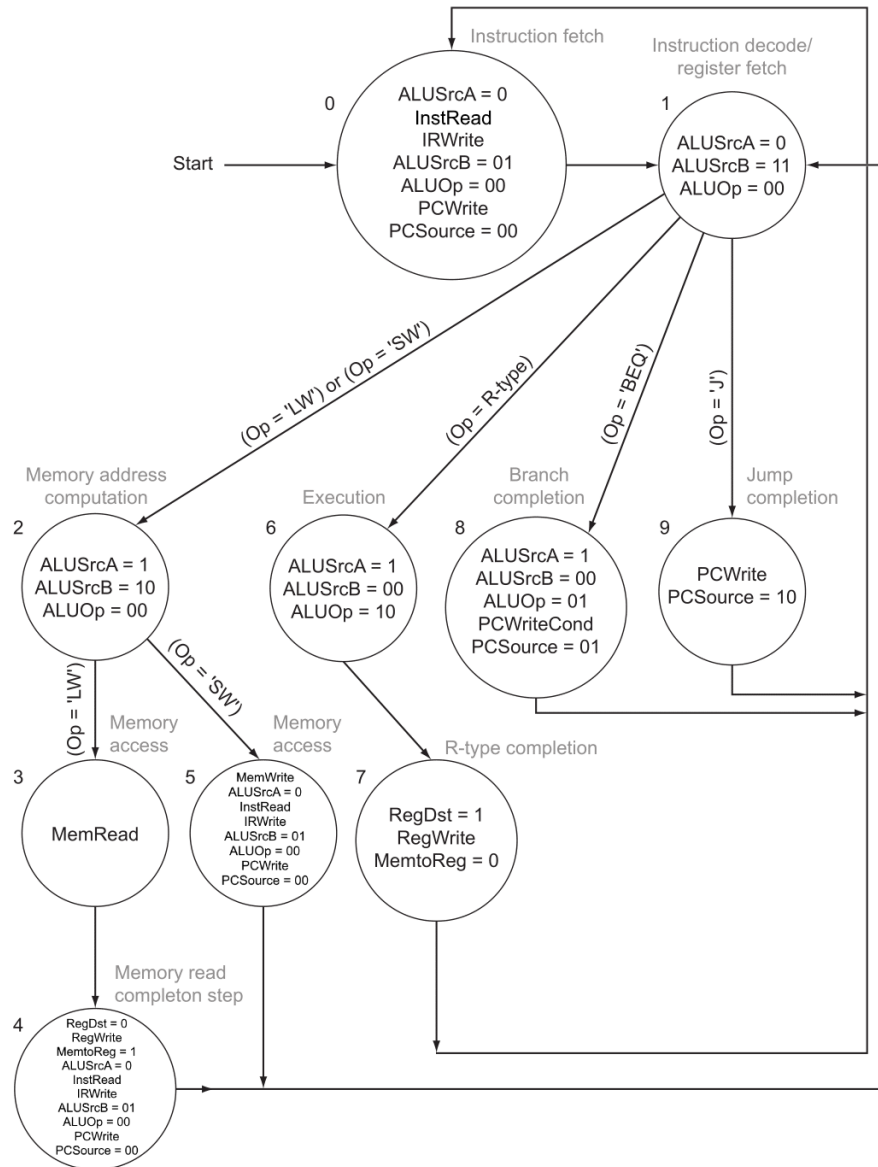 Instruction fetch
0
ALUSrcA = 0
InstRead
IRWrite
ALUSrcB = 01
ALUOp = 00
PCWrite
PCSource = 00
Start
Instruction decode/
register fetch
1
ALUSrcA = 0
ALUSrcB = 11
ALUOp = 00
(Op = 'LW') or (Op = 'SW')
(Op = R-type)
(Op = 'BEQ')
(Op = 'J')
Memory address
computation
2
ALUSrcA = 1
ALUSrcB = 10
ALUOp = 00
Execution
6
ALUSrcA = 1
ALUSrcB = 00
ALUOp = 10
Branch
completion
8
ALUSrcA = 1
ALUSrcB = 00
ALUOp = 01
PCWriteCond
PCSource = 01
Jump
completion
9
PCWrite
PCSource = 10
(Op = 'LW')
(Op = 'SW')
Memory
access
3
MemRead
Memory
access
5
MemWrite
ALUSrcA = 0
InstRead
IRWrite
ALUSrcB = 01
ALUOp = 00
PCWrite
PCSource = 00
R-type completion
7
RegDst = 1
RegWrite
MemtoReg = 0
Memory read
completon step
4
RegDst = 0
RegWrite
MemtoReg = 1
ALUSrcA = 0
InstRead
IRWrite
ALUSrcB = 01
ALUOp = 00
PCWrite
PCSource = 00